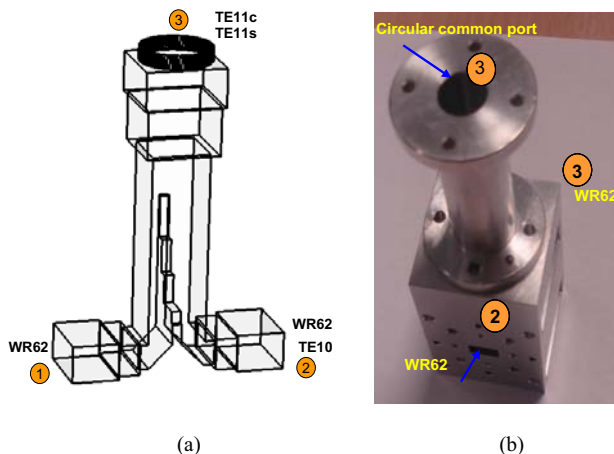 3
TE11c
TE11s
WR62
1
WR62
TE10
2
(a)
Circular common port
3
3
WR62
2
WR62
(b)